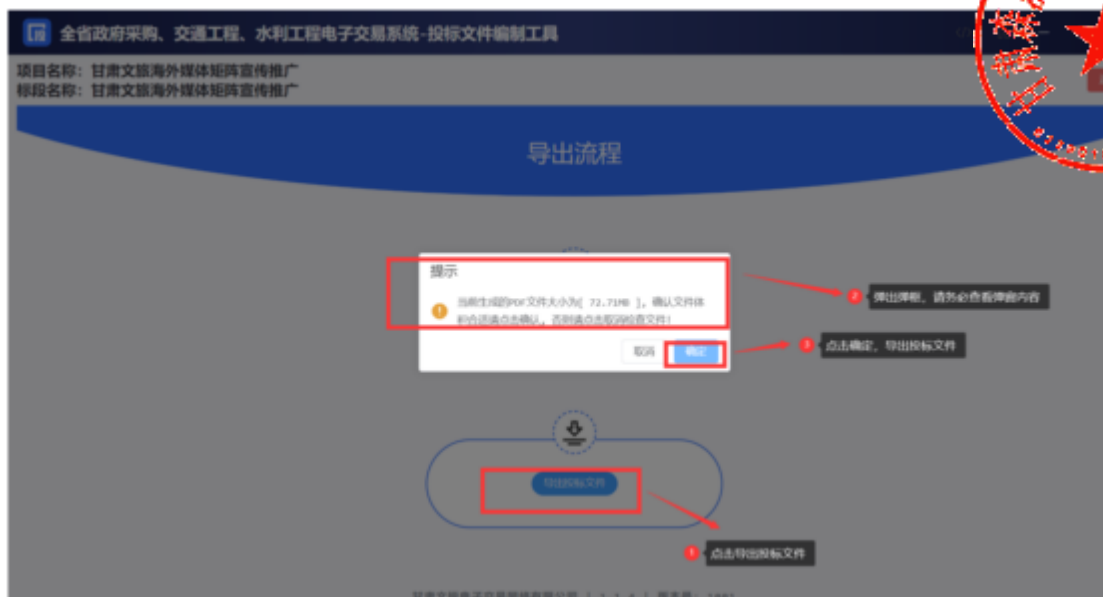 全省政府采购、交通工程、水利工程电子交易系统-投标文件编制工具
项目名称：甘肃文旅海外媒体矩阵宣传推广
标段名称：甘肃文旅海外媒体矩阵宣传推广
导出流程
提示
当前生成的PDF文件大小为[ 72.71MB ]，确认文件体
积合适请点击确认，否则请点击取消检查文件！
取消 确定
2 弹出弹框，请务必查看弹窗内容
3 点击确定，导出投标文件
导出投标文件
1 点击导出投标文件